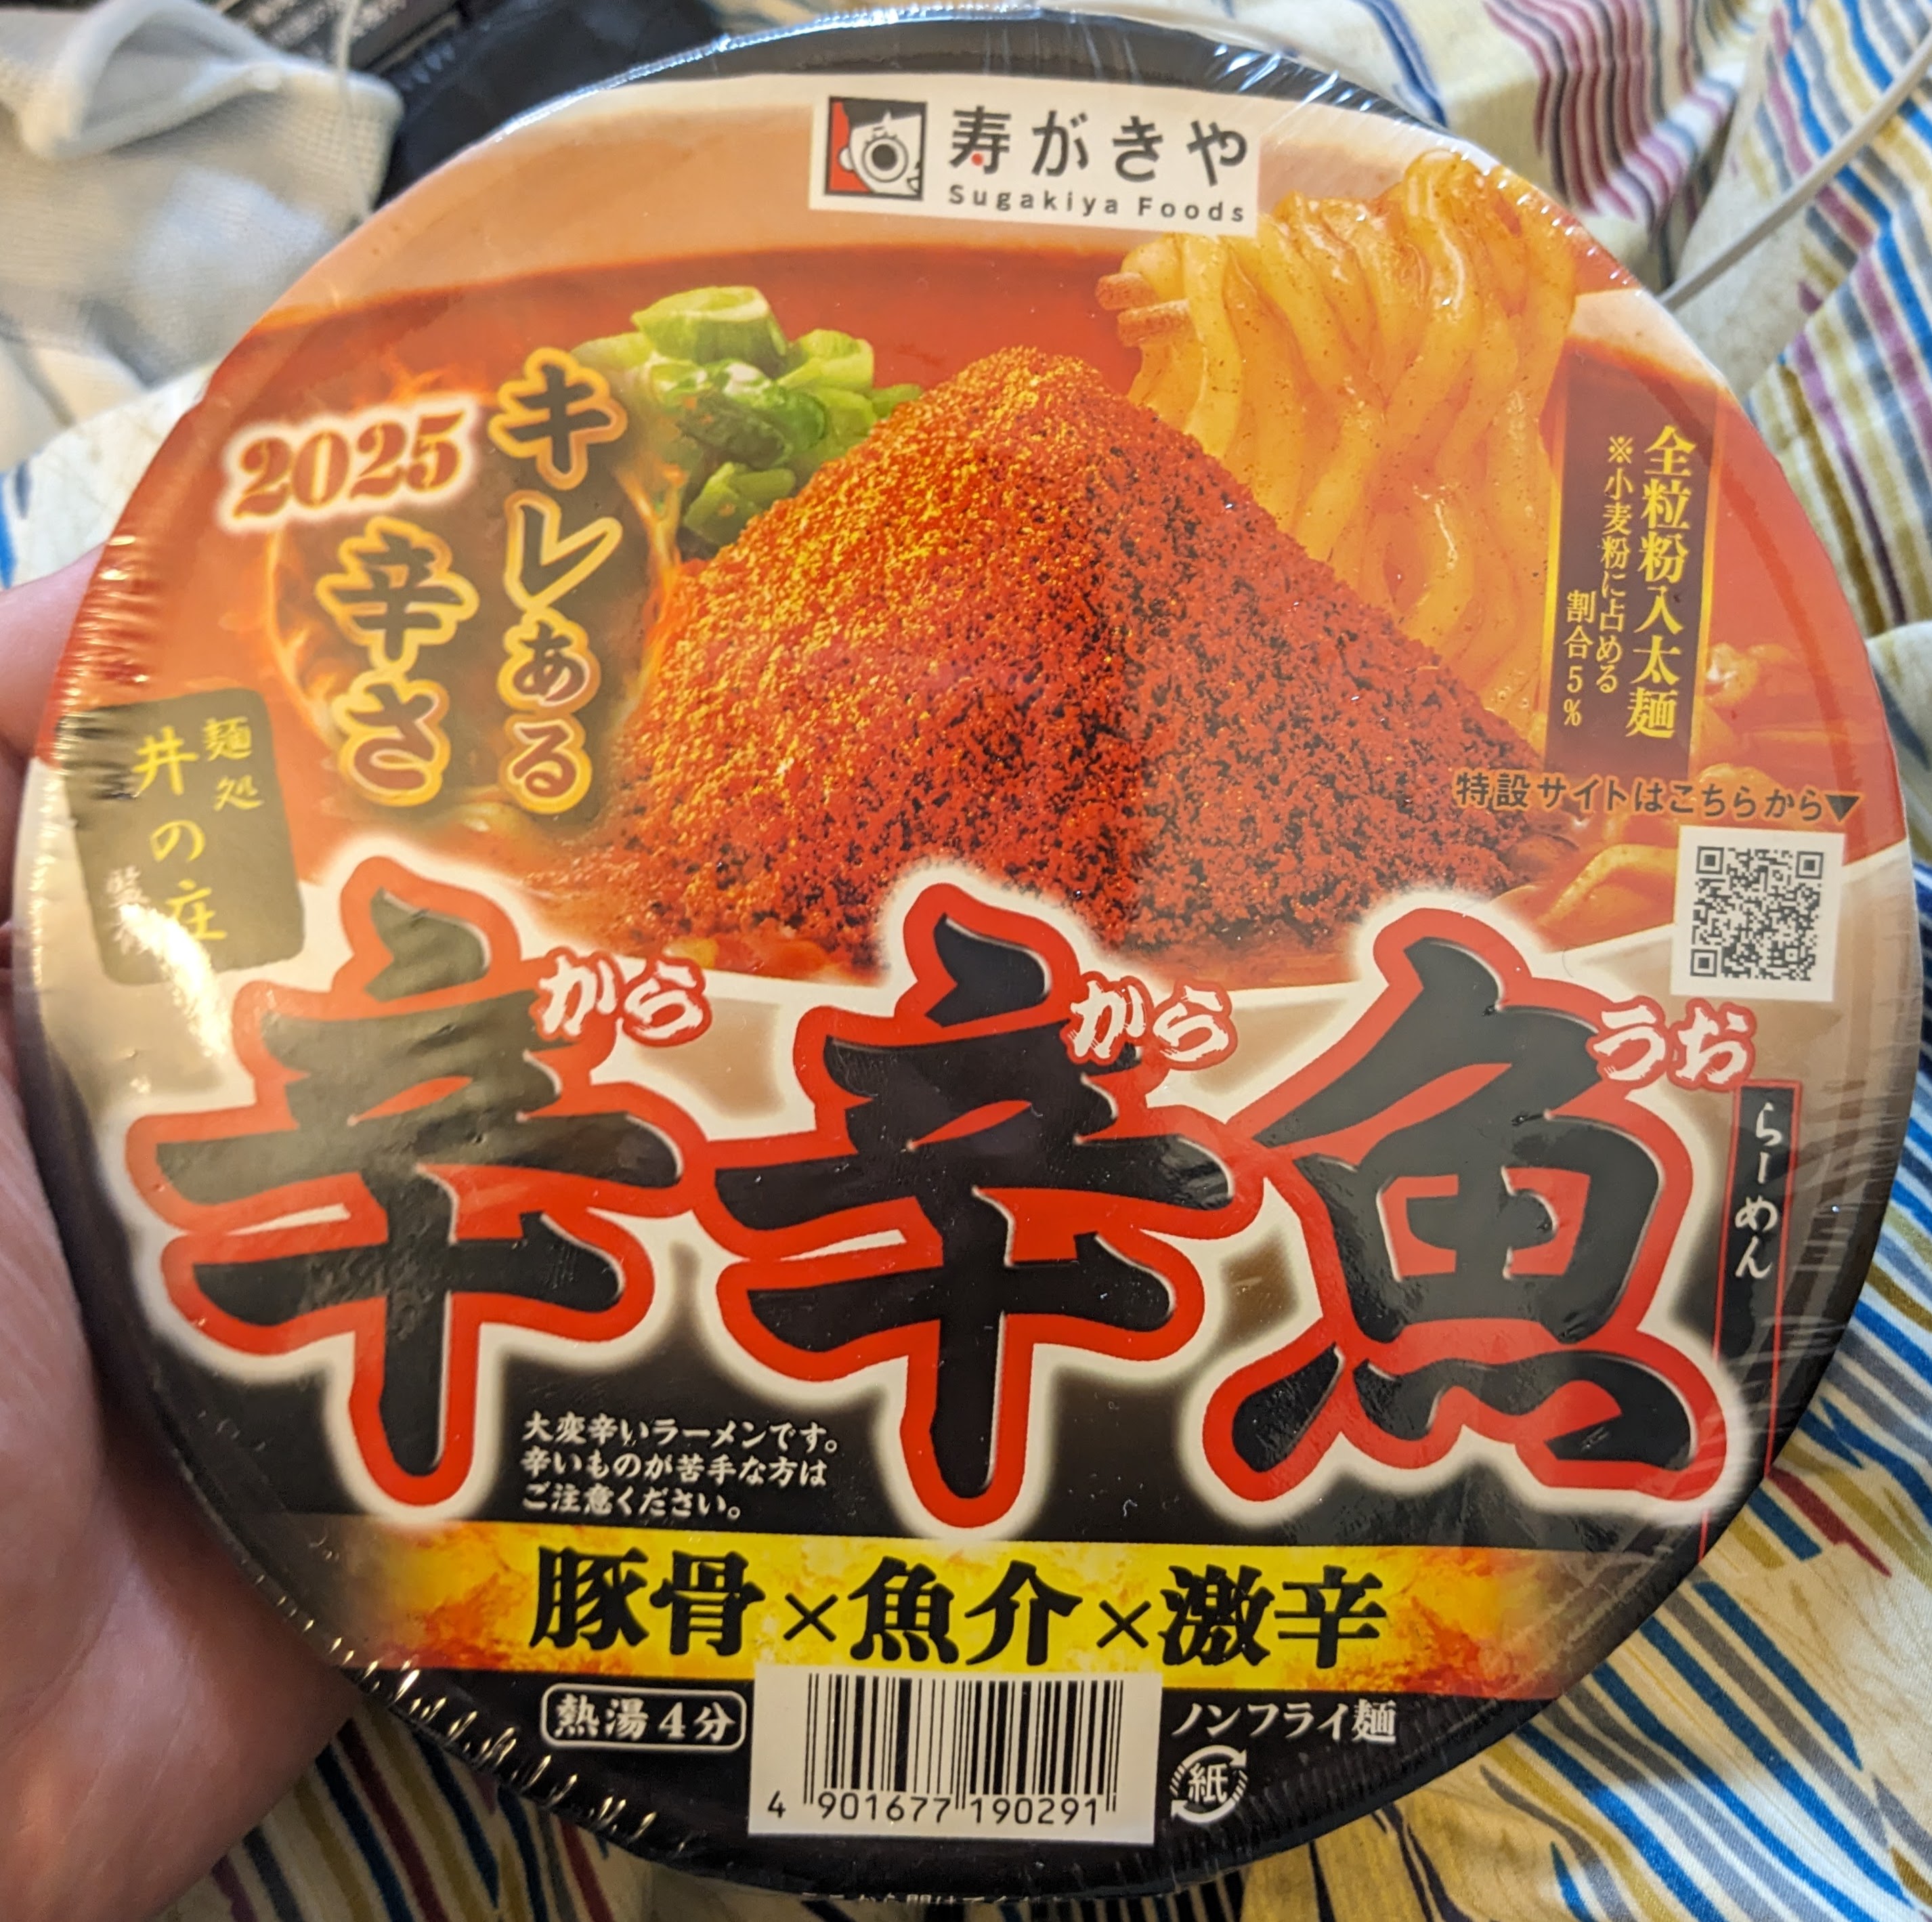 寿がきや
Sugakiya Foods
2025
キレある
辛さ
全粒粉入太麺
※小麦粉に占める
割合5%
特設サイトはこちらから▼
麺処
井の庄
辛辛魚
から
から
うお
らーめん
大変辛いラーメンです。
辛いものが苦手な方は
ご注意ください。
豚骨×魚介×激辛
熱湯4分
ノンフライ麺
紙
4 901677 190291